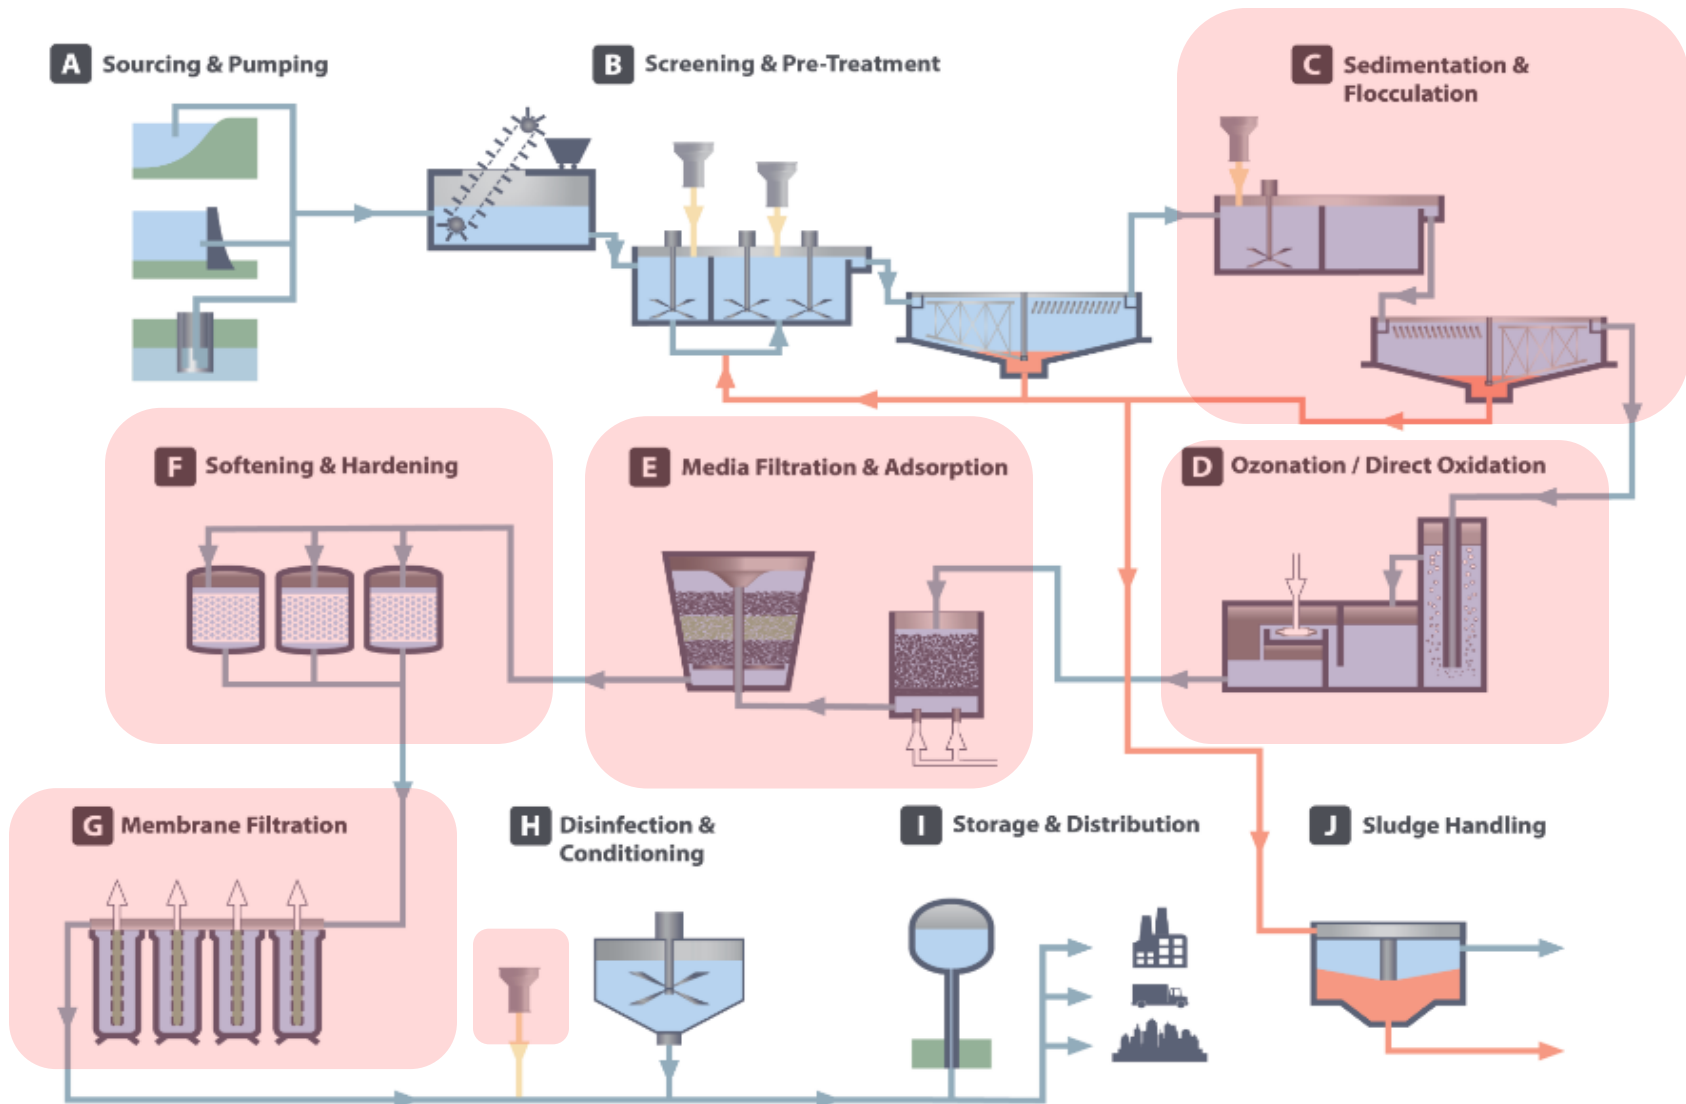 A Sourcing & Pumping
B Screening & Pre-Treatment
C Sedimentation &
Flocculation
F Softening & Hardening
E Media Filtration & Adsorption
D Ozonation / Direct Oxidation
G Membrane Filtration
H Disinfection &
Conditioning
I Storage & Distribution
J Sludge Handling